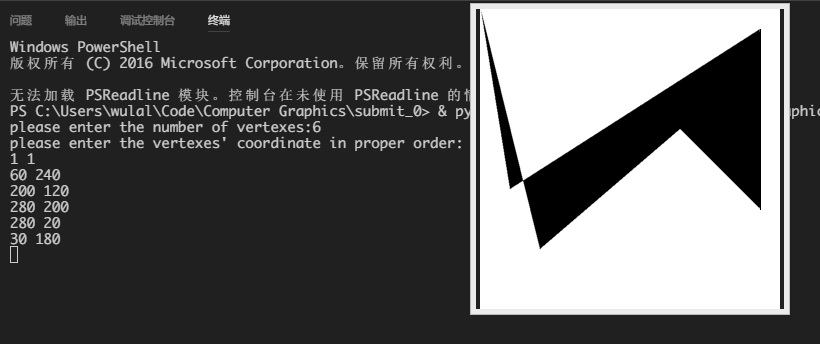 问题 输出 调试控制台 终端
Windows PowerShell
版权所有 (C) 2016 Microsoft Corporation。保留所有权利。
无法加载 PSReadline 模块。控制台在未使用 PSReadline 的
PS C:\Users\wulal\Code\Computer Graphics\submit_0> & py
please enter the number of vertexes:6
please enter the vertexes' coordinate in proper order:
1 1
60 240
200 120
280 200
280 20
30 180